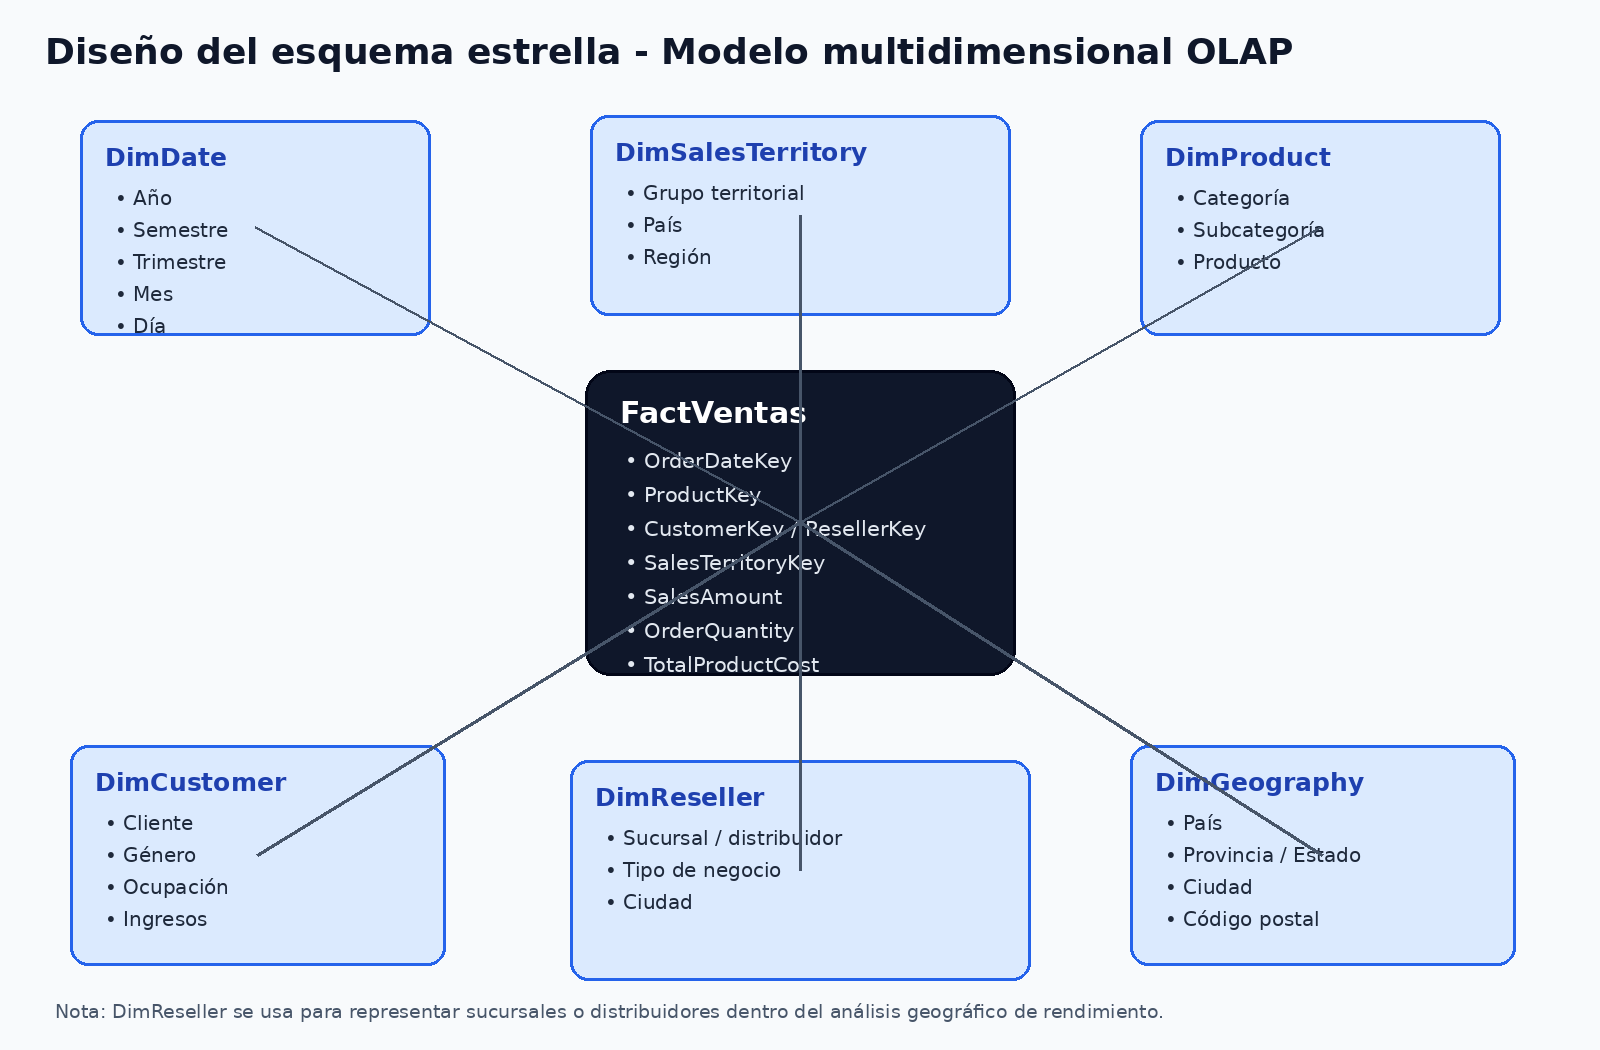 Diseño del esquema estrella - Modelo multidimensional OLAP
DimDate
• Año
• Semestre
• Trimestre
• Mes
• Día
DimSalesTerritory
• Grupo territorial
• País
• Región
DimProduct
• Categoría
• Subcategoría
• Producto
FactVentas
• OrderDateKey
• ProductKey
• CustomerKey / ResellerKey
• SalesTerritoryKey
• SalesAmount
• OrderQuantity
• TotalProductCost
DimCustomer
• Cliente
• Género
• Ocupación
• Ingresos
DimReseller
• Sucursal / distribuidor
• Tipo de negocio
• Ciudad
DimGeography
• País
• Provincia / Estado
• Ciudad
• Código postal
Nota: DimReseller se usa para representar sucursales o distribuidores dentro del análisis geográfico de rendimiento.